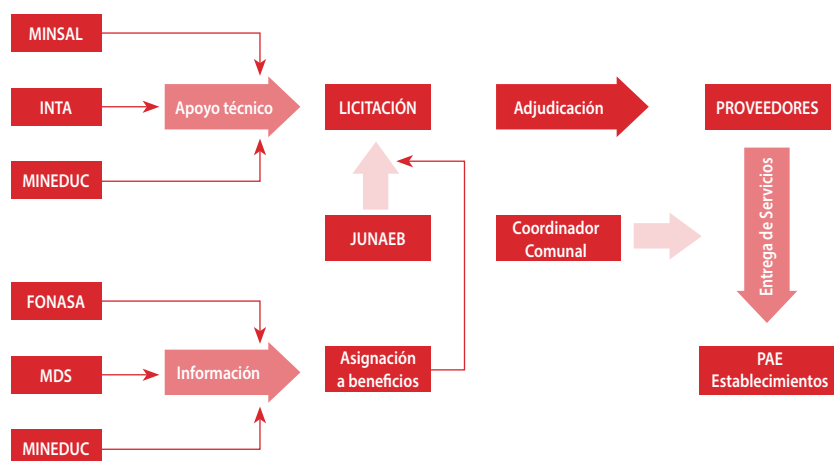 MINSAL
INTA
Apoyo técnico
LICITACIÓN
Adjudicación
PROVEEDORES
MINEDUC
JUNAEB
Coordinador
Comunal
Entrega de Servicios
FONASA
MDS
Información
Asignación
a beneficios
PAE
Establecimientos
MINEDUC